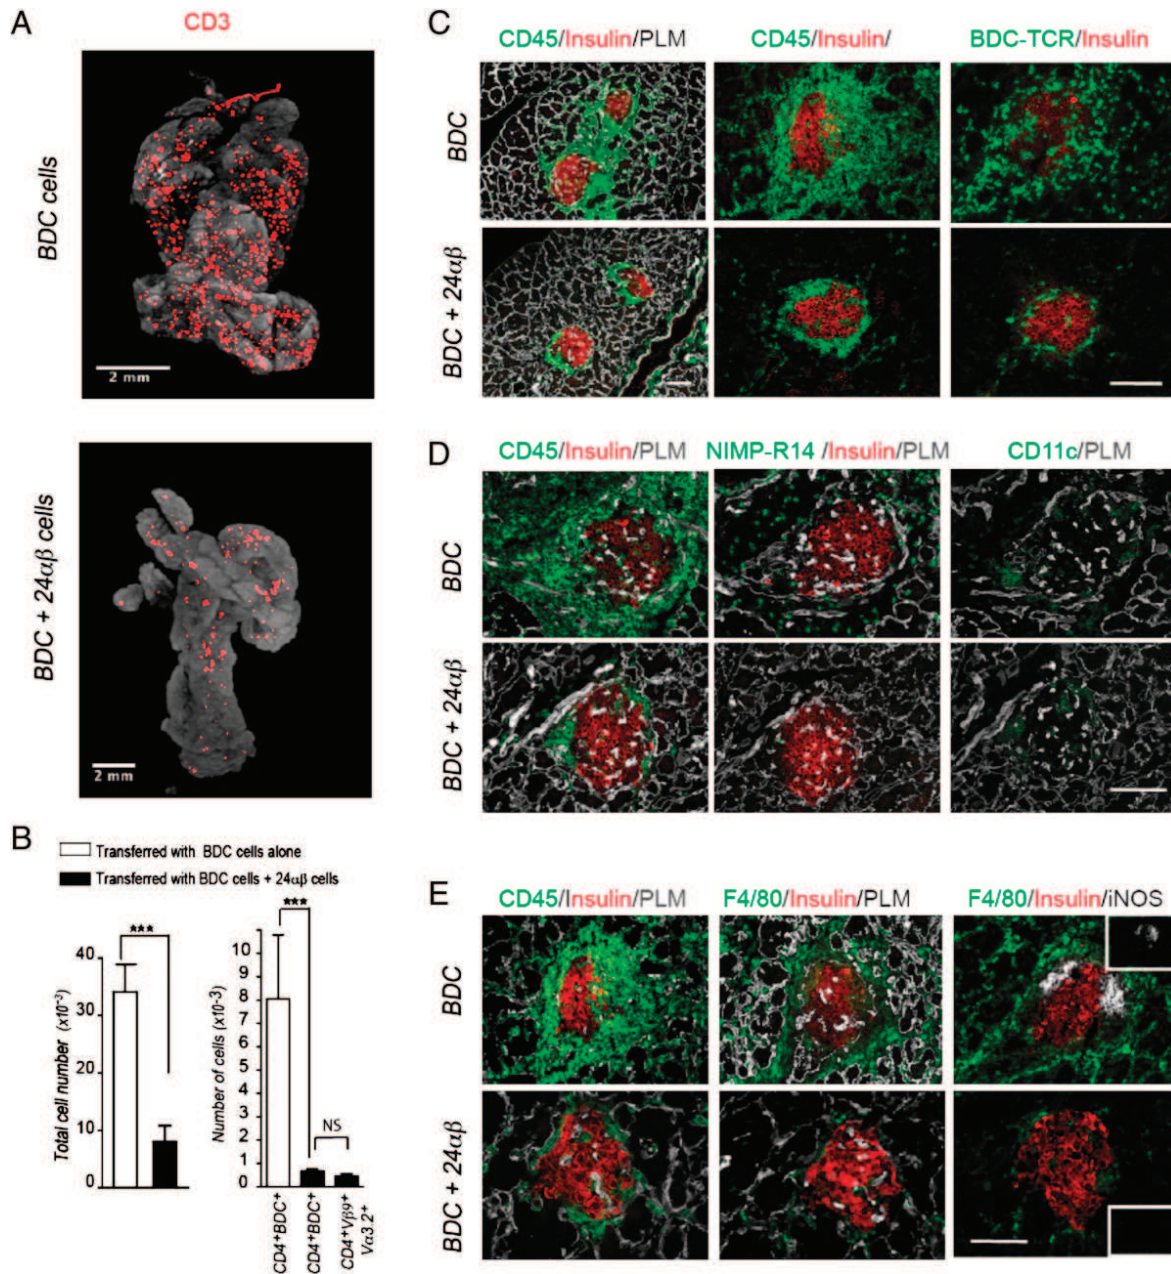 A
CD3
BDC cells
2 mm
BDC + 24αβ cells
2 mm
B
Transferred with BDC cells alone
Transferred with BDC cells + 24αβ cells
***
Total cell number (x10⁻³)
40
30
20
10
0
***
NS
Number of cells (x10-3)
10
9
8
7
6
5
4
3
2
1
0
CD4⁺BDC⁺
CD4⁺BDC⁺
CD4⁺Vβ9⁺
Vα3.2⁺
C
CD45/Insulin/PLM
CD45/Insulin/
BDC-TCR/Insulin
BDC
BDC + 24αβ
D
CD45/Insulin/PLM
NIMP-R14 /Insulin/PLM
CD11c/PLM
BDC
BDC + 24αβ
E
CD45/Insulin/PLM
F4/80/Insulin/PLM
F4/80/Insulin/iNOS
BDC
BDC + 24αβ